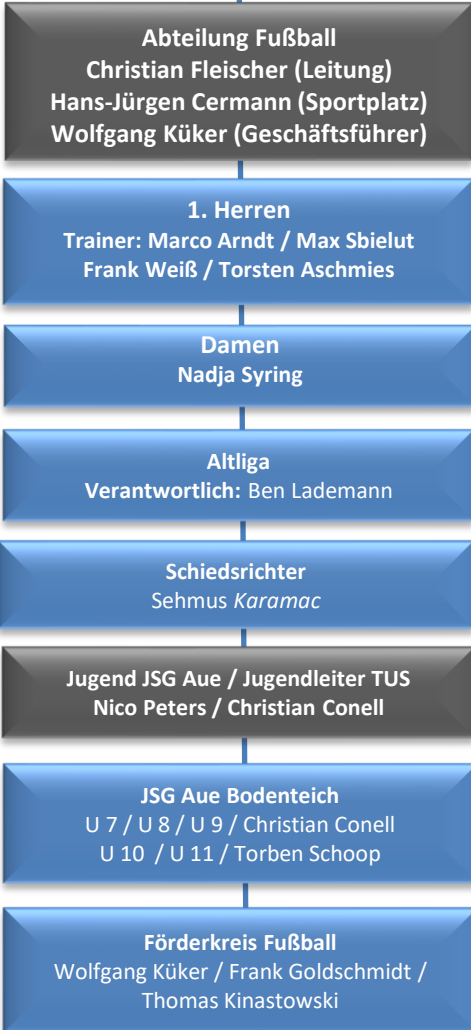 Abteilung Fußball
Christian Fleischer (Leitung)
Hans-Jürgen Cermann (Sportplatz)
Wolfgang Küker (Geschäftsführer)
1. Herren
Trainer: Marco Arndt / Max Sbielut
Frank Weiß / Torsten Aschmies
Damen
Nadja Syring
Altliga
Verantwortlich: Ben Lademann
Schiedsrichter
Sehmus Karamac
Jugend JSG Aue / Jugendleiter TUS
Nico Peters / Christian Conell
JSG Aue Bodenteich
U 7 / U 8 / U 9 / Christian Conell
U 10 / U 11 / Torben Schoop
Förderkreis Fußball
Wolfgang Küker / Frank Goldschmidt /
Thomas Kinastowski